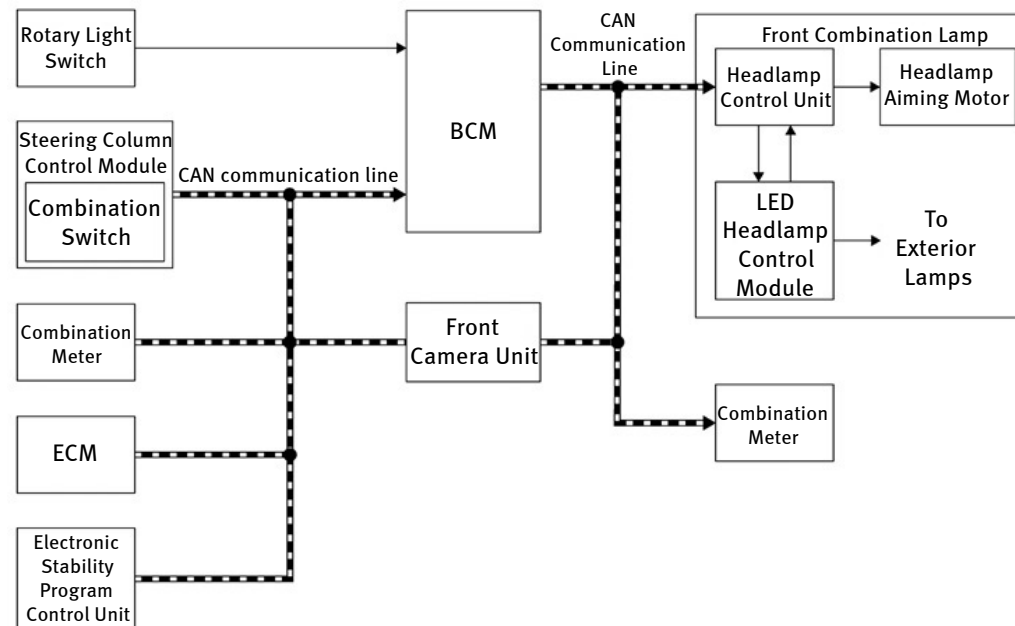 Rotary Light
Switch
Steering Column
Control Module
Combination
Switch
CAN communication line
Combination
Meter
ECM
Electronic
Stability
Program
Control Unit
BCM
Front
Camera Unit
CAN
Communication
Line
Front Combination Lamp
Headlamp
Control Unit
Headlamp
Aiming Motor
LED
Headlamp
Control
Module
To
Exterior
Lamps
Combination
Meter